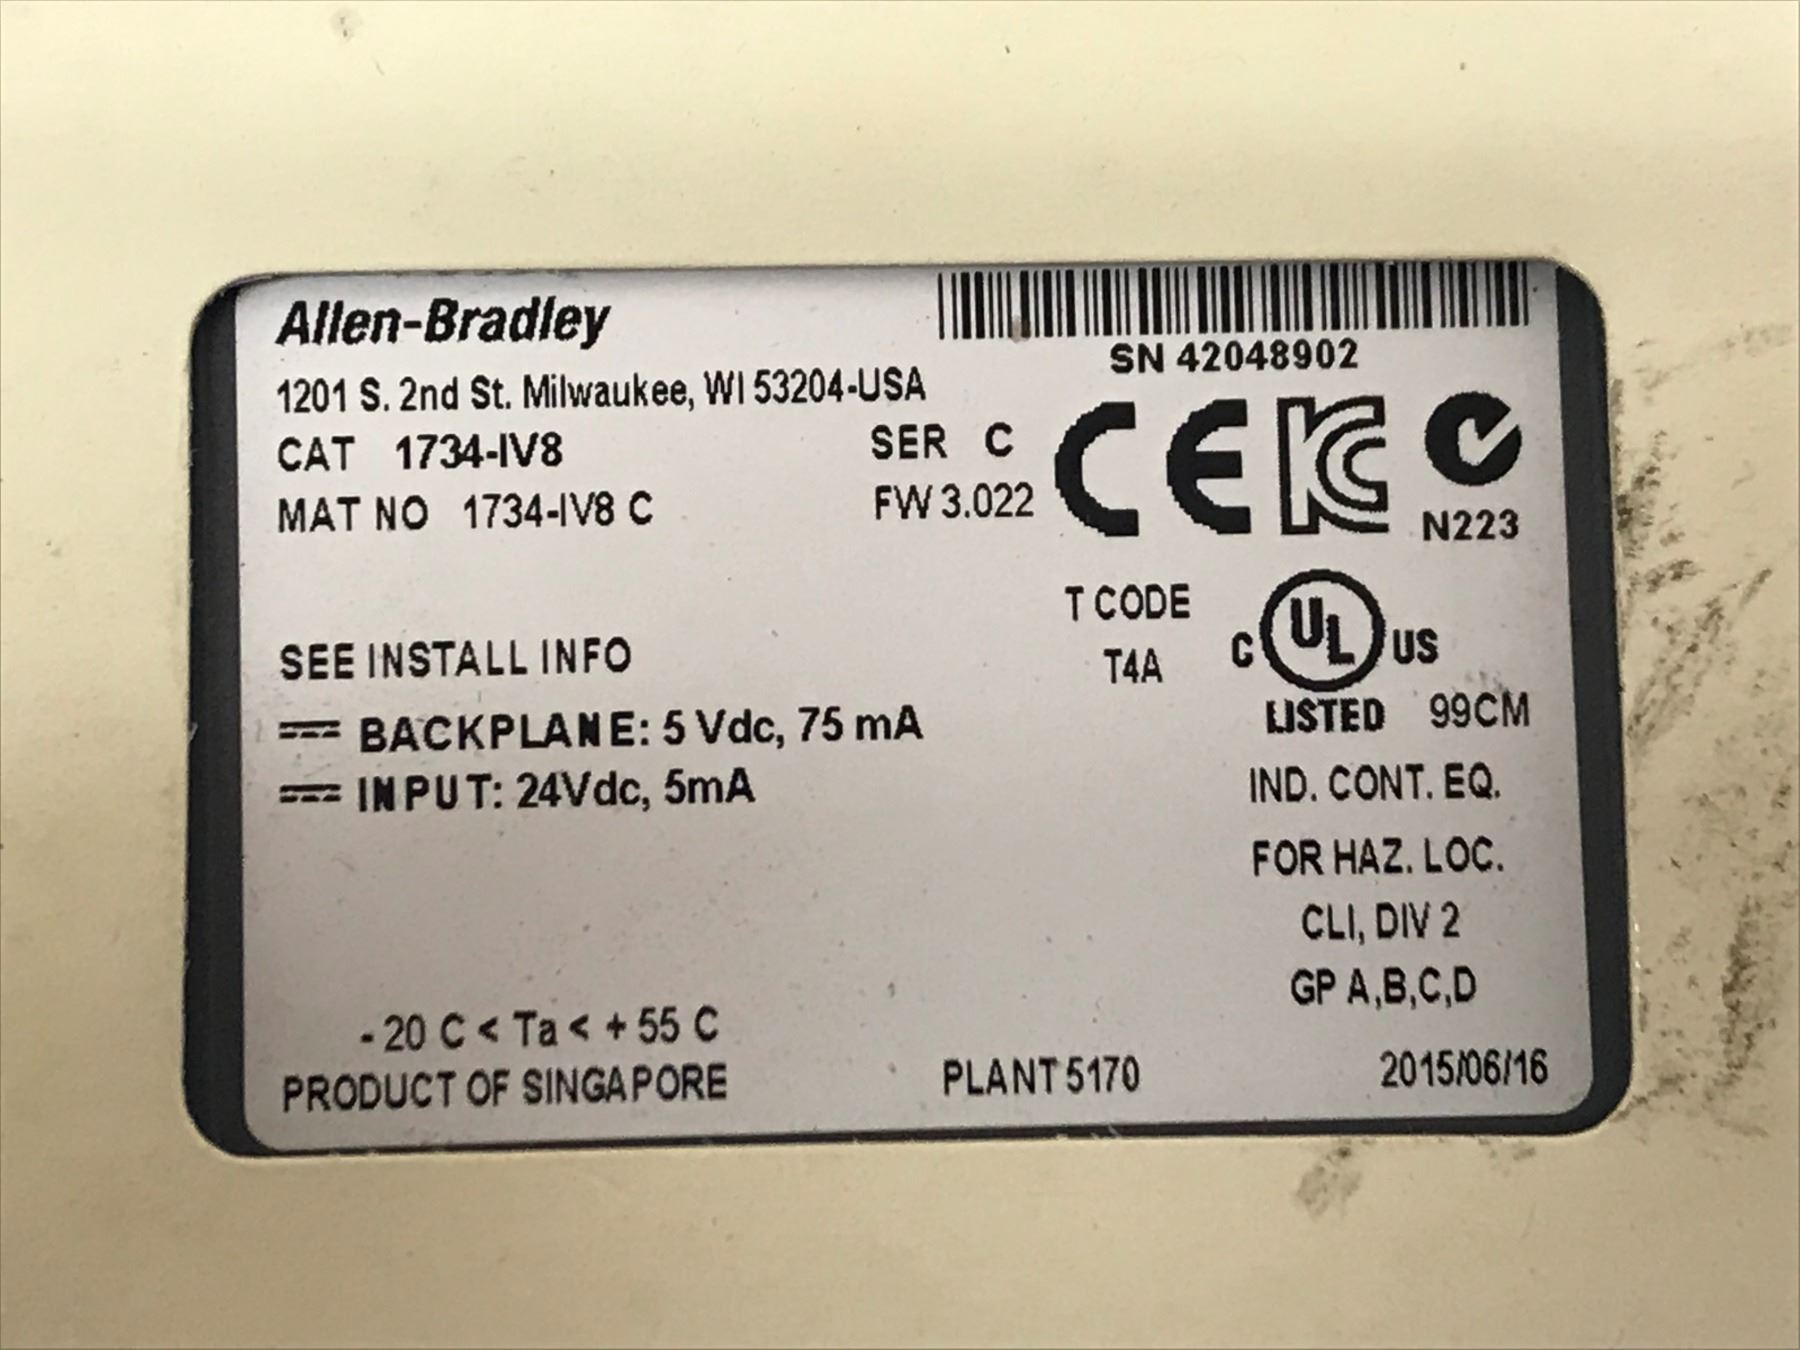 Allen-Bradley
SN 42048902
1201 S. 2nd St. Milwaukee, WI 53204-USA
CAT 1734-IV8 SER C
MAT NO 1734-IV8 C FW 3.022
CE KC
N223
T CODE
T4A
C UL US
LISTED 99CM
SEE INSTALL INFO
BACKPLANE: 5 Vdc, 75 mA
INPUT: 24Vdc, 5mA
IND. CONT. EQ.
FOR HAZ. LOC.
CLI, DIV 2
GP A,B,C,D
- 20 C < Ta < + 55 C
PRODUCT OF SINGAPORE PLANT 5170 2015/06/16